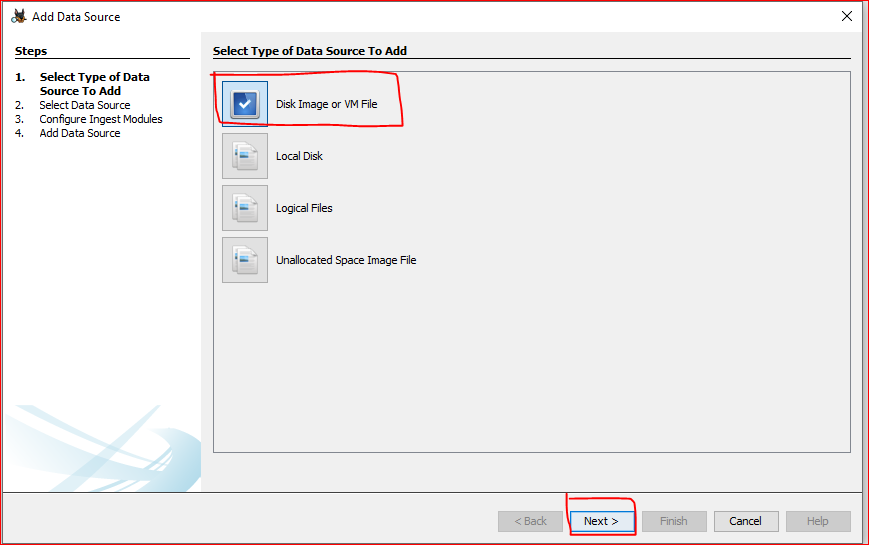 Add Data Source
Steps
1. Select Type of Data
Source To Add
2. Select Data Source
3. Configure Ingest Modules
4. Add Data Source
Select Type of Data Source To Add
Disk Image or VM File
Local Disk
Logical Files
Unallocated Space Image File
< Back
Next >
Finish
Cancel
Help